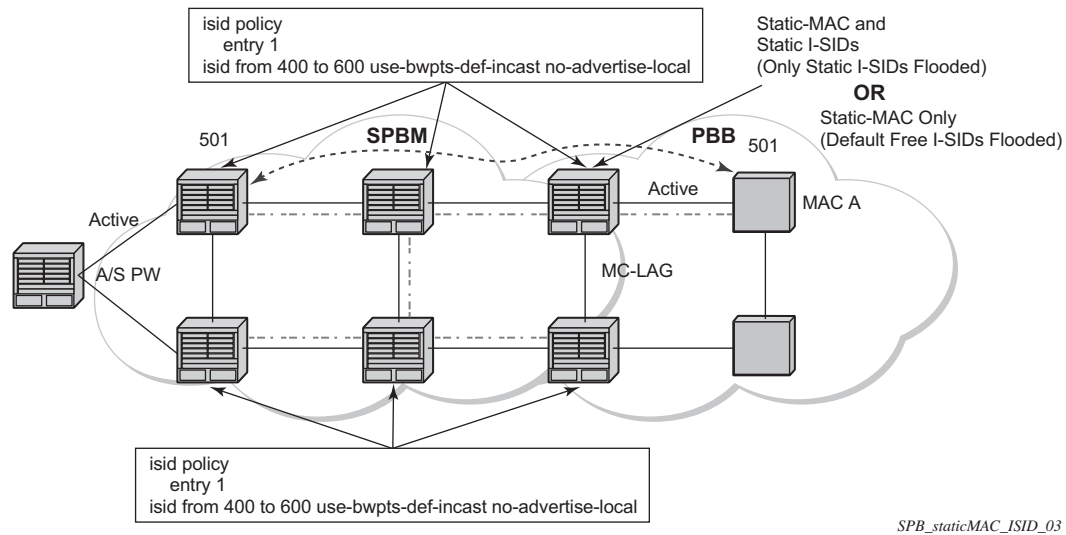 isid policy
entry 1
isid from 400 to 600 use-bwpts-def-incast no-advertise-local
Static-MAC and
Static I-SIDs
(Only Static I-SIDs Flooded)
OR
Static-MAC Only
(Default Free I-SIDs Flooded)
501
SPBM
PBB
501
Active
Active
MAC A
A/S PW
MC-LAG
isid policy
entry 1
isid from 400 to 600 use-bwpts-def-incast no-advertise-local
SPB_staticMAC_ISID_03